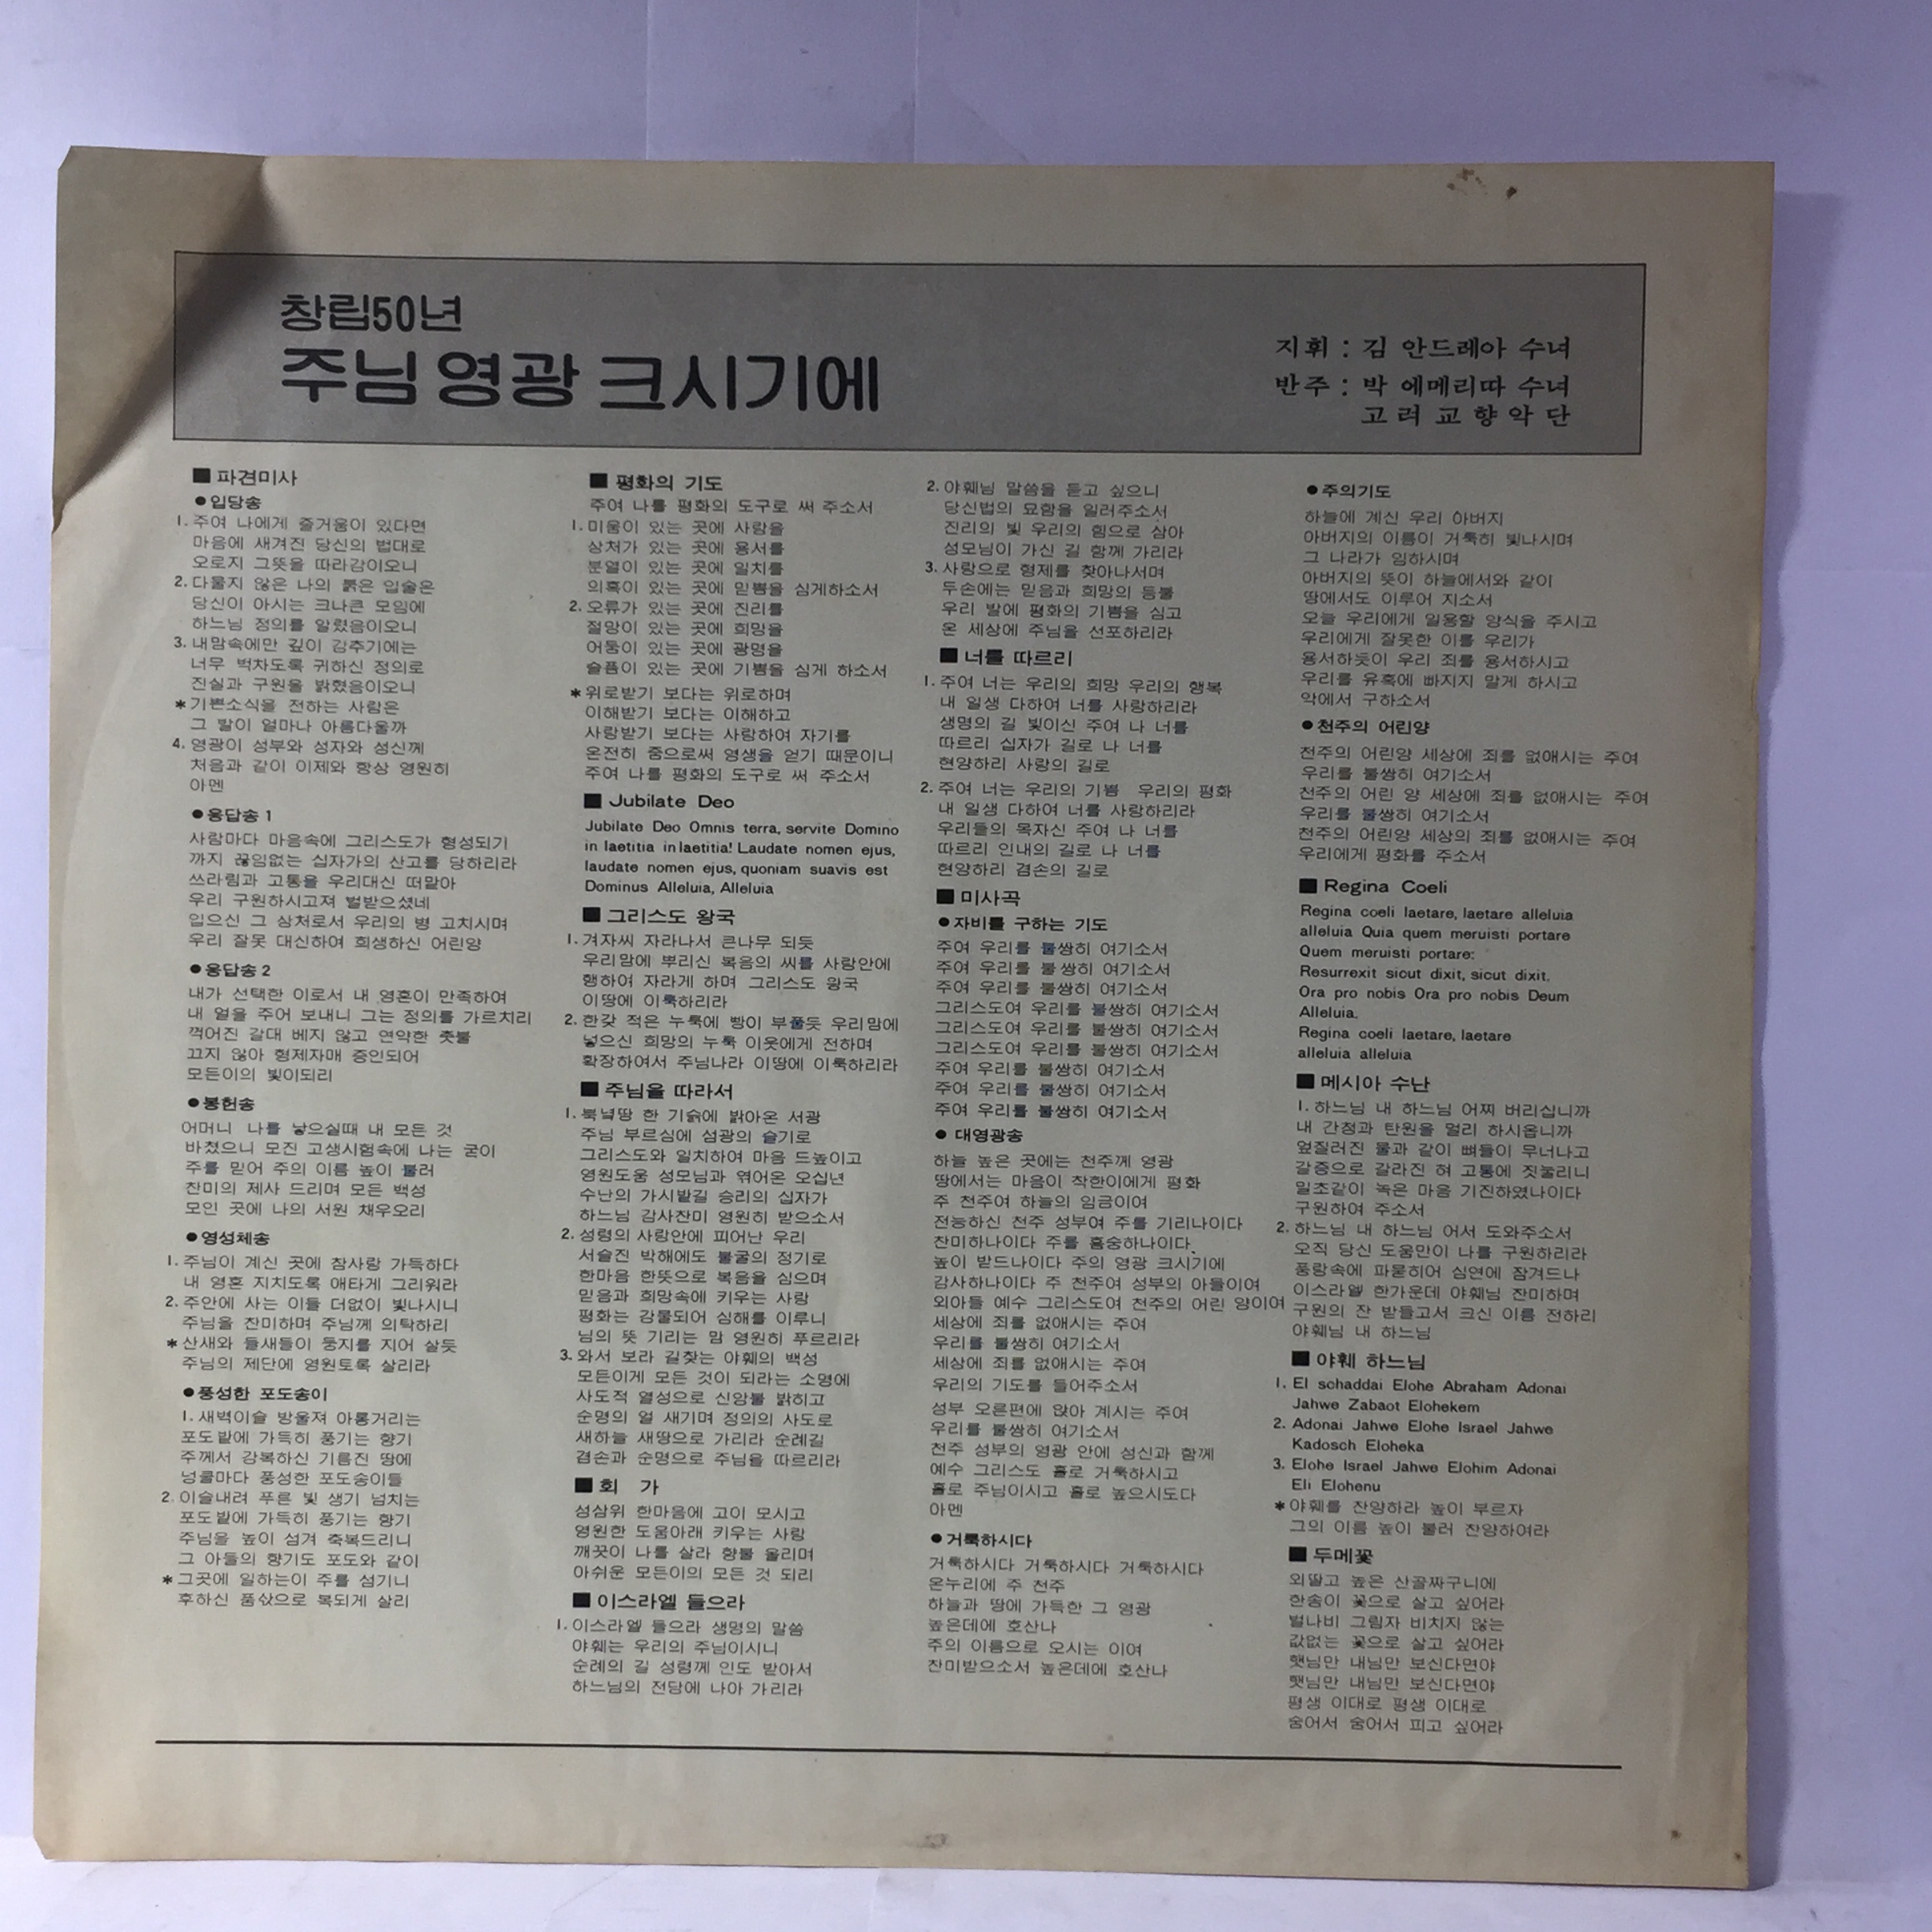 창립50년
주님 영광 크시기에
지휘 : 김 안드레아 수녀
반주 : 박 에메리따 수녀
고려교향악단
■ 파견미사
●입당송
1. 주여 나에게 즐거움이 있다면
마음에 새겨진 당신의 법대로
오로지 그뜻을 따라감이오니
2. 다물지 않은 나의 붉은 입술은
당신이 아시는 크나큰 모임에
하느님 정의를 알렸음이오니
3. 내맘속에만 깊이 감추기에는
너무 벅차도록 귀하신 정의로
진실과 구원을 밝혔음이오니
* 기쁜소식을 전하는 사람은
그 발이 얼마나 아름다울까
4. 영광이 성부와 성자와 성신께
처음과 같이 이제와 항상 영원히
아멘
●응답송 1
사람마다 마음속에 그리스도가 형성되기
까지 끊임없는 십자가의 산고를 당하리라
쓰라림과 고통을 우리대신 떠맡아
우리 구원하시고져 벌받으셨네
입으신 그 상처로서 우리의 병 고치시며
우리 잘못 대신하여 희생하신 어린양
●응답송 2
내가 선택한 이로서 내 영혼이 만족하여
내 얼을 주어 보내니 그는 정의를 가르치리
꺽어진 갈대 베지 않고 연약한 촛불
끄지 않아 형제자매 증인되어
모든이의 빛이되리
●봉헌송
어머니 나를 낳으실때 내 모든 것
바쳤으니 모진 고생시험속에 나는 굳이
주를 믿어 주의 이름 높이 불러
찬미의 제사 드리며 모든 백성
모인 곳에 나의 서원 채우오리
●영성체송
1. 주님이 계신 곳에 참사랑 가득하다
내 영혼 지치도록 애타게 그리워라
2. 주안에 사는 이들 더없이 빛나시니
주님을 찬미하며 주님께 의탁하리
* 산새와 들새들이 둥지를 지어 살듯
주님의 제단에 영원토록 살리라
●풍성한 포도송이
1. 새벽이슬 방울져 아롱거리는
포도밭에 가득히 풍기는 향기
주께서 강복하신 기름진 땅에
넝쿨마다 풍성한 포도송이들
2. 이슬내려 푸른 빛 생기 넘치는
포도밭에 가득히 풍기는 향기
주님을 높이 섬겨 축복드리니
그 아들의 향기도 포도와 같이
* 그곳에 일하는이 주를 섬기니
후하신 품삯으로 복되게 살리
■ 평화의 기도
주여 나를 평화의 도구로 써 주소서
1. 미움이 있는 곳에 사랑을
상처가 있는 곳에 용서를
분열이 있는 곳에 일치를
의혹이 있는 곳에 믿쁨을 심게하소서
2. 오류가 있는 곳에 진리를
절망이 있는 곳에 희망을
어둠이 있는 곳에 광명을
슬픔이 있는 곳에 기쁨을 심게 하소서
* 위로받기 보다는 위로하며
이해받기 보다는 이해하고
사랑받기 보다는 사랑하여 자기를
온전히 줌으로써 영생을 얻기 때문이니
주여 나를 평화의 도구로 써 주소서
■ Jubilate Deo
Jubilate Deo Omnis terra, servite Domino
in laetitia in laetitia! Laudate nomen ejus,
laudate nomen ejus, quoniam suavis est
Dominus Alleluia, Alleluia
■ 그리스도 왕국
1. 겨자씨 자라나서 큰나무 되듯
우리맘에 뿌리신 복음의 씨를 사랑안에
행하여 자라게 하며 그리스도 왕국
이땅에 이룩하리라
2. 한갖 적은 누룩에 빵이 부풀듯 우리맘에
넣으신 희망의 누룩 이웃에게 전하며
확장하여서 주님나라 이땅에 이룩하리라
■ 주님을 따라서
1. 북녘땅 한 기슭에 밝아온 서광
주님 부르심에 섬광의 슬기로
그리스도와 일치하여 마음 드높이고
영원도움 성모님과 엮어온 오십년
수난의 가시밭길 승리의 십자가
하느님 감사찬미 영원히 받으소서
2. 성령의 사랑안에 피어난 우리
서슬진 박해에도 불굴의 정기로
한마음 한뜻으로 복음을 심으며
믿음과 희망속에 키우는 사랑
평화는 강물되어 심해를 이루니
님의 뜻 기리는 맘 영원히 푸르리라
3. 와서 보라 길찾는 야훼의 백성
모든이게 모든 것이 되라는 소명에
사도적 열성으로 신앙불 밝히고
순명의 얼 새기며 정의의 사도로
새하늘 새땅으로 가리라 순례길
겸손과 순명으로 주님을 따르리라
■ 회 가
성삼위 한마음에 고이 모시고
영원한 도움아래 키우는 사랑
깨끗이 나를 살라 향불 올리며
아쉬운 모든이의 모든 것 되리
■ 이스라엘 들으라
1. 이스라엘 들으라 생명의 말씀
야훼는 우리의 주님이시니
순례의 길 성령께 인도 받아서
하느님의 전당에 나아 가리라
2. 야훼님 말씀을 듣고 싶으니
당신법의 묘함을 일러주소서
진리의 빛 우리의 힘으로 삼아
성모님이 가신 길 함께 가리라
3. 사랑으로 형제를 찾아나서며
두손에는 믿음과 희망의 등불
우리 발에 평화의 기쁨을 심고
온 세상에 주님을 선포하리라
■ 너를 따르리
1. 주여 너는 우리의 희망 우리의 행복
내 일생 다하여 너를 사랑하리라
생명의 길 빛이신 주여 나 너를
따르리 십자가 길로 나 너를
현양하리 사랑의 길로
2. 주여 너는 우리의 기쁨 우리의 평화
내 일생 다하여 너를 사랑하리라
우리들의 목자신 주여 나 너를
따르리 인내의 길로 나 너를
현양하리 겸손의 길로
■ 미사곡
●자비를 구하는 기도
주여 우리를 불쌍히 여기소서
주여 우리를 불쌍히 여기소서
주여 우리를 불쌍히 여기소서
그리스도여 우리를 불쌍히 여기소서
그리스도여 우리를 불쌍히 여기소서
그리스도여 우리를 불쌍히 여기소서
주여 우리를 불쌍히 여기소서
주여 우리를 불쌍히 여기소서
주여 우리를 불쌍히 여기소서
● 대영광송
하늘 높은 곳에는 천주께 영광
땅에서는 마음이 착한이에게 평화
주 천주여 하늘의 임금이여
전능하신 천주 성부여 주를 기리나이다
찬미하나이다 주를 흠숭하나이다.
높이 받드나이다 주의 영광 크시기에
감사하나이다 주 천주여 성부의 아들이여
외아들 예수 그리스도여 천주의 어린 양이여
세상에 죄를 없애시는 주여
우리를 불쌍히 여기소서
세상에 죄를 없애시는 주여
우리의 기도를 들어주소서
성부 오른편에 앉아 계시는 주여
우리를 불쌍히 여기소서
천주 성부의 영광 안에 성신과 함께
예수 그리스도 홀로 거룩하시고
홀로 주님이시고 홀로 높으시도다
아멘
●거룩하시다
거룩하시다 거룩하시다 거룩하시다
온누리에 주 천주
하늘과 땅에 가득한 그 영광
높은데에 호산나
주의 이름으로 오시는 이여
찬미받으소서 높은데에 호산나
●주의기도
하늘에 계신 우리 아버지
아버지의 이름이 거룩히 빛나시며
그 나라가 임하시며
아버지의 뜻이 하늘에서와 같이
땅에서도 이루어 지소서
오늘 우리에게 일용할 양식을 주시고
우리에게 잘못한 이를 우리가
용서하듯이 우리 죄를 용서하시고
우리를 유혹에 빠지지 말게 하시고
악에서 구하소서
●천주의 어린양
천주의 어린양 세상에 죄를 없애시는 주여
우리를 불쌍히 여기소서
천주의 어린 양 세상에 죄를 없애시는 주여
우리를 불쌍히 여기소서
천주의 어린양 세상의 죄를 없애시는 주여
우리에게 평화를 주소서
■ Regina Coeli
Regina coeli laetare, laetare alleluia
alleluia Quia quem meruisti portare
Quem meruisti portare:
Resurrexit sicut dixit, sicut dixit.
Ora pro nobis Ora pro nobis Deum
Alleluia.
Regina coeli laetare, laetare
alleluia alleluia
■ 메시아 수난
1. 하느님 내 하느님 어찌 버리십니까
내 간청과 탄원을 멀리 하시옵니까
엎질러진 물과 같이 뼈들이 무너나고
갈증으로 갈라진 혀 고통에 짓눌리니
밀초같이 녹은 마음 기진하였나이다
구원하여 주소서
2. 하느님 내 하느님 어서 도와주소서
오직 당신 도움만이 나를 구원하리라
풍랑속에 파묻히어 심연에 잠겨드나
이스라엘 한가운데 야훼님 찬미하며
구원의 잔 받들고서 크신 이름 전하리
야훼님 내 하느님
■ 야훼 하느님
1. El schaddai Elohe Abraham Adonai
Jahwe Zabaot Elohekem
2. Adonai Jahwe Elohe Israel Jahwe
Kadosch Eloheka
3. Elohe Israel Jahwe Elohim Adonai
Eli Elohenu
* 야훼를 찬양하라 높이 부르자
그의 이름 높이 불러 찬양하여라
■ 두메꽃
외딸고 높은 산골짜구니에
한송이 꽃으로 살고 싶어라
벌나비 그림자 비치지 않는
값없는 꽃으로 살고 싶어라
햇님만 내님만 보신다면야
햇님만 내님만 보신다면야
평생 이대로 평생 이대로
숨어서 숨어서 피고 싶어라